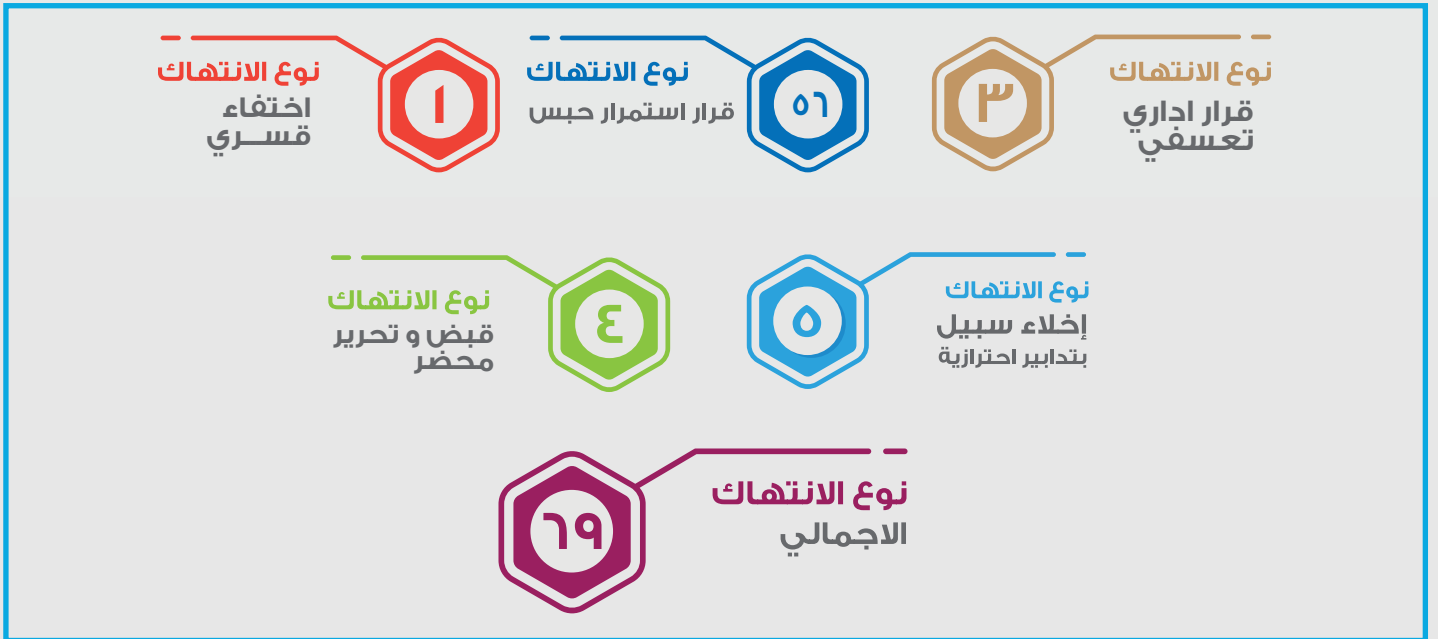 نوع الانتهاك
قرار اداري
تعسفي
٣
نوع الانتهاك
قرار استمرار حبس
٥٦
نوع الانتهاك
اختفاء
قســـري
١
نوع الانتهاك
إخلاء سبيل
بتدابير احترازية
٥
نوع الانتهاك
قبض و تحرير
محضر
٤
نوع الانتهاك
الاجمالي
٦٩